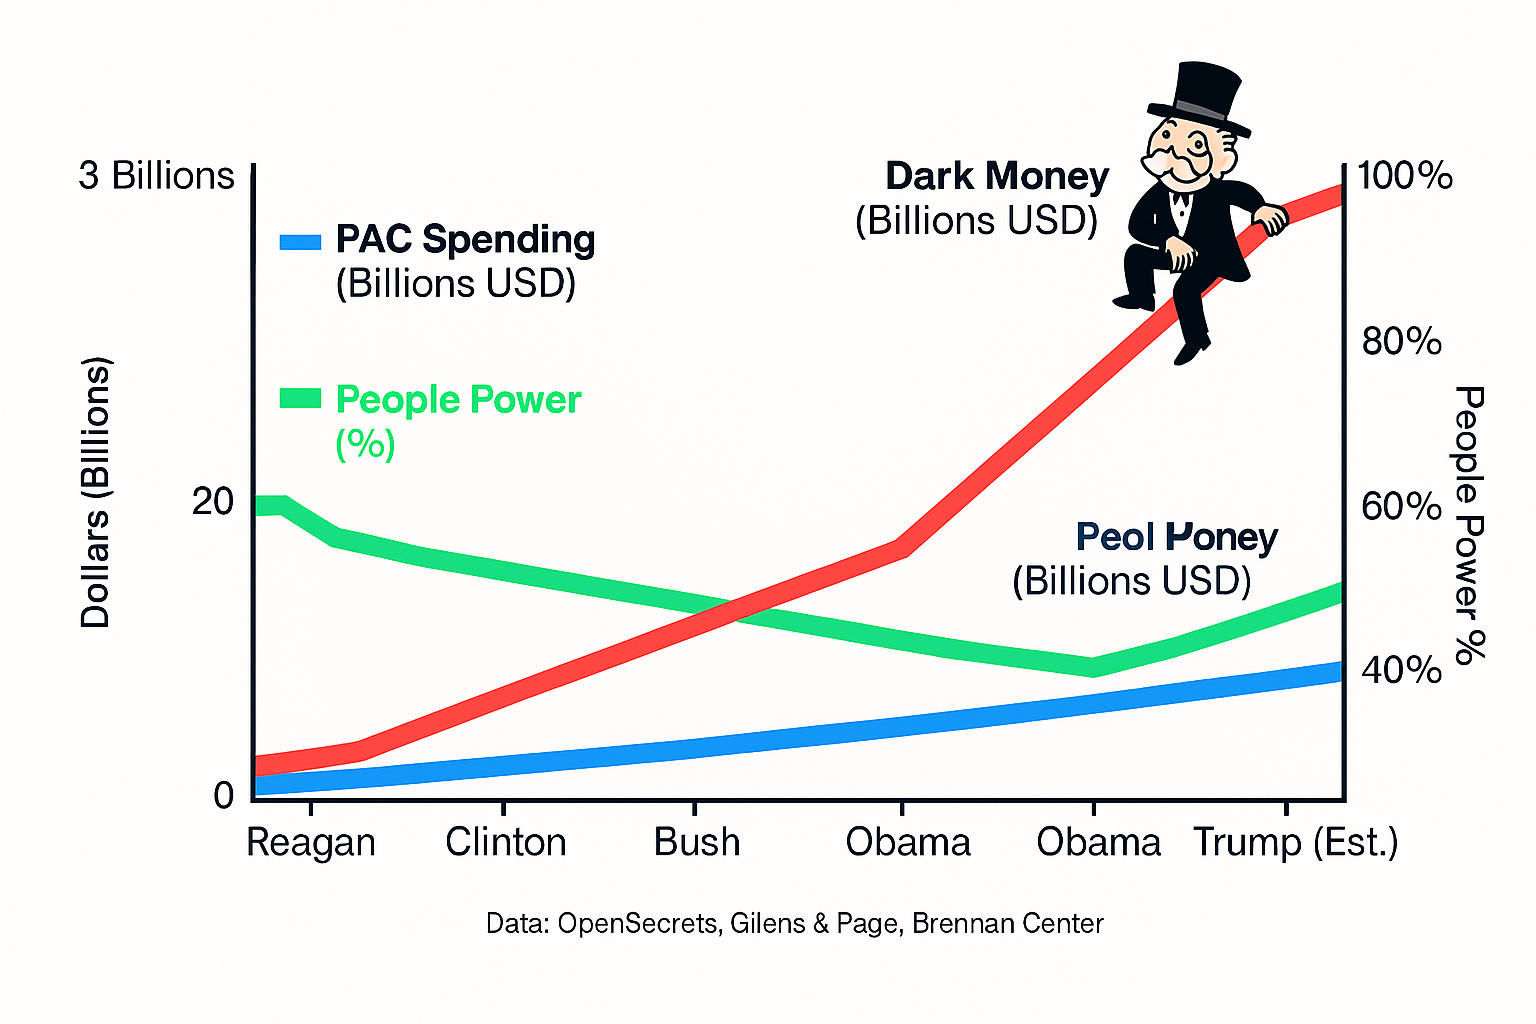 3 Billions
20
0
Dollars (BIllions)
PAC Spending
(Billions USD)
People Power
(%)
Dark Money
(Billions USD)
Peol Poney
(Billions USD)
100%
80%
60%
40%
People Power %
Reagan
Clinton
Bush
Obama
Obama
Trump (Est.)
Data: OpenSecrets, Gilens & Page, Brennan Center